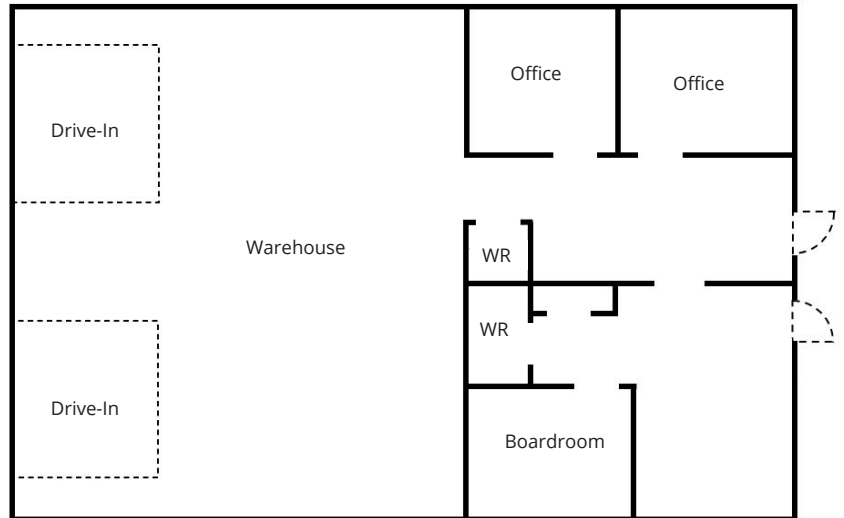 Office
Office
Drive-In
Warehouse
WR
WR
Drive-In
Boardroom